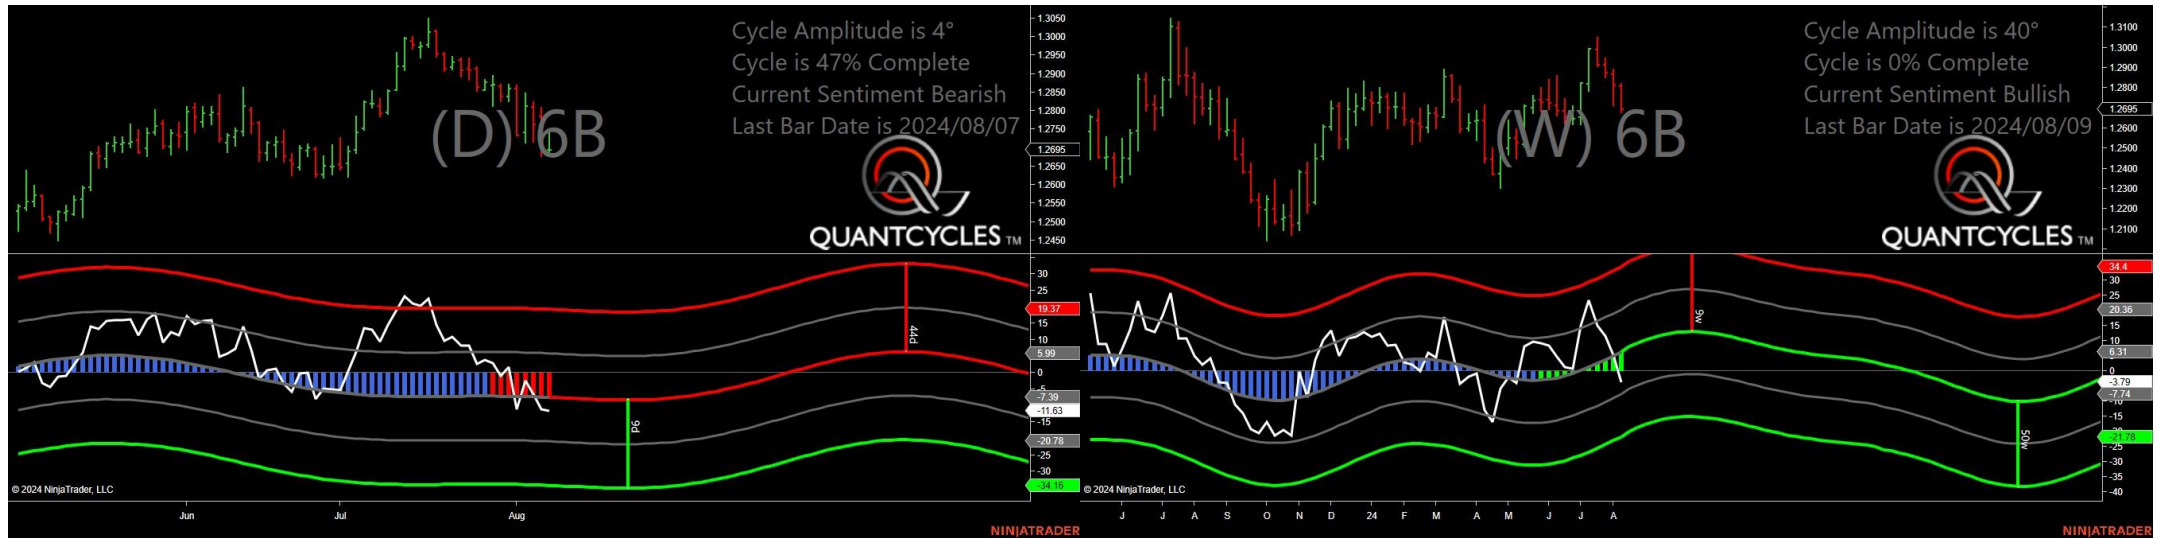 Cycle Amplitude is 4°
Cycle is 47% Complete
Current Sentiment Bearish
Last Bar Date is 2024/08/07
(D) 6B
QUANTCYCLES TM
1.3050
1.3000
1.2950
1.2900
1.2850
1.2800
1.2750
1.2695
1.2650
1.2600
1.2550
1.2500
1.2450
30
25
19.37
15
10
5.99
0
-5
-7.39
-11.63
-15
-20.78
-25
-30
-34.16
44d
9d
© 2024 NinjaTrader, LLC
Jun Jul Aug
NINJATRADER
Cycle Amplitude is 40°
Cycle is 0% Complete
Current Sentiment Bullish
Last Bar Date is 2024/08/09
(W) 6B
QUANTCYCLES TM
1.3100
1.3000
1.2900
1.2800
1.2695
1.2600
1.2500
1.2400
1.2300
1.2200
1.2100
34.4
30
25
20.36
15
10
6.31
0
-3.79
-7.74
-10
-15
-21.78
-25
-30
-35
-40
9w
50w
© 2024 NinjaTrader, LLC
J J A S O N D 24 F M A M J J A
NINJATRADER